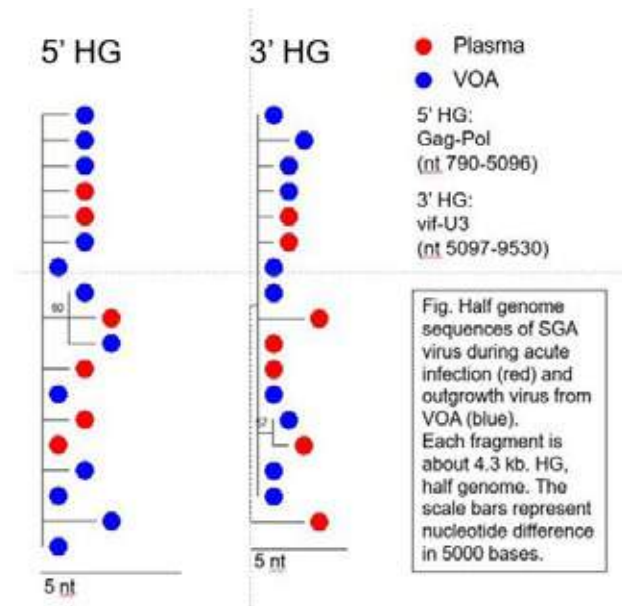 5' HG
3' HG
Plasma
VOA
5' HG:
Gag-Pol
(nt 790-5096)
3' HG:
vif-U3
(nt 5097-9530)
60
57
5 nt
5 nt
Fig. Half genome
sequences of SGA
virus during acute
infection (red) and
outgrowth virus from
VOA (blue).
Each fragment is
about 4.3 kb. HG,
half genome. The
scale bars represent
nucleotide difference
in 5000 bases.